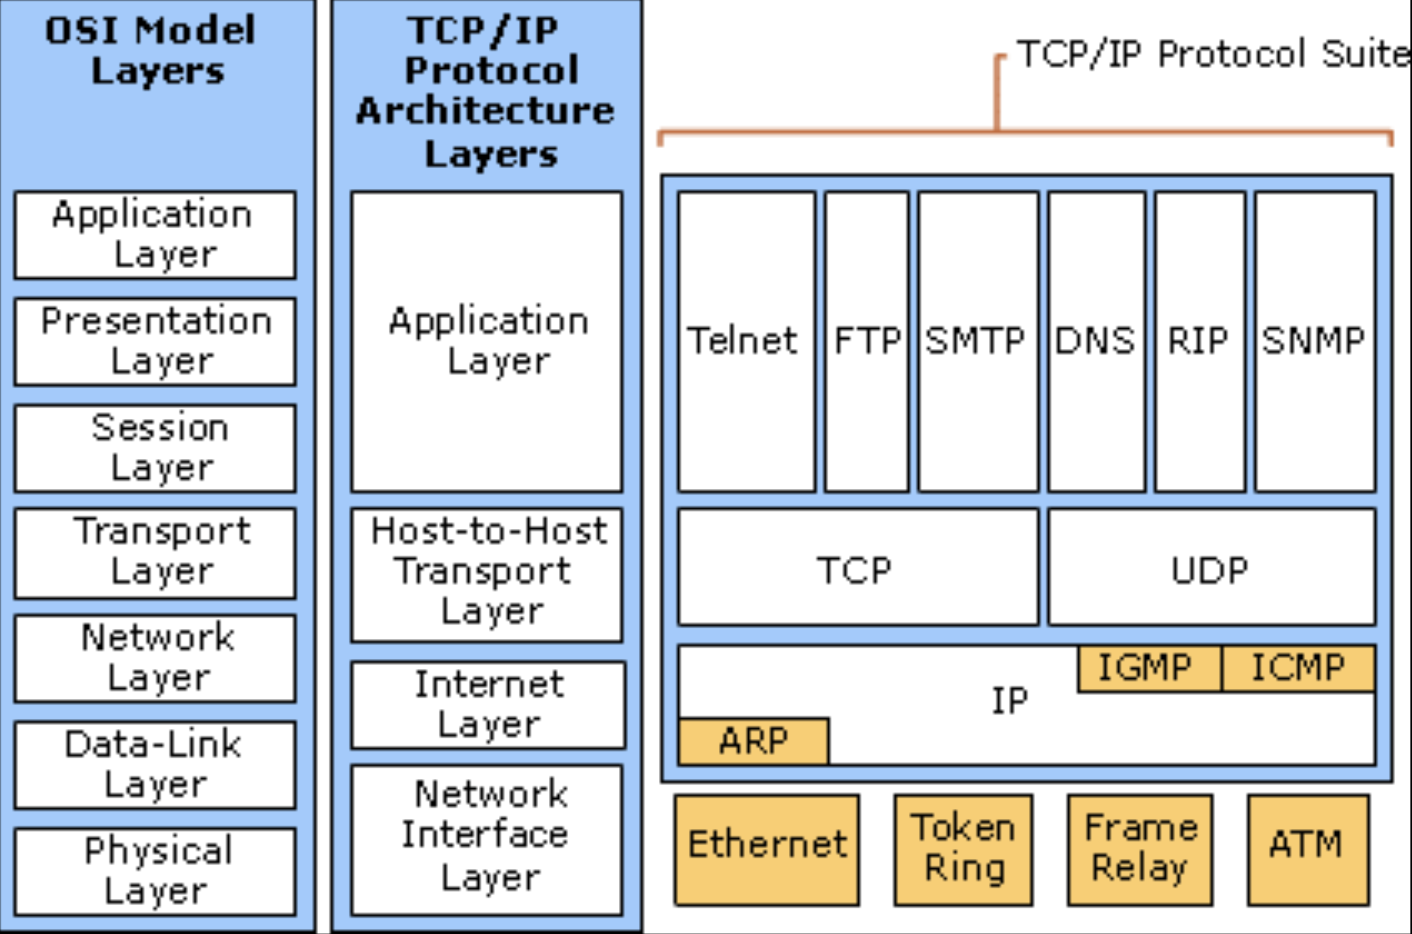 OSI Model
Layers
Application
Layer
Presentation
Layer
Session
Layer
Transport
Layer
Network
Layer
Data-Link
Layer
Physical
Layer
TCP/IP
Protocol
Architecture
Layers
Application
Layer
Host-to-Host
Transport
Layer
Internet
Layer
Network
Interface
Layer
TCP/IP Protocol Suite
Telnet
FTP
SMTP
DNS
RIP
SNMP
TCP
UDP
IGMP
ICMP
IP
ARP
Ethernet
Token
Ring
Frame
Relay
ATM